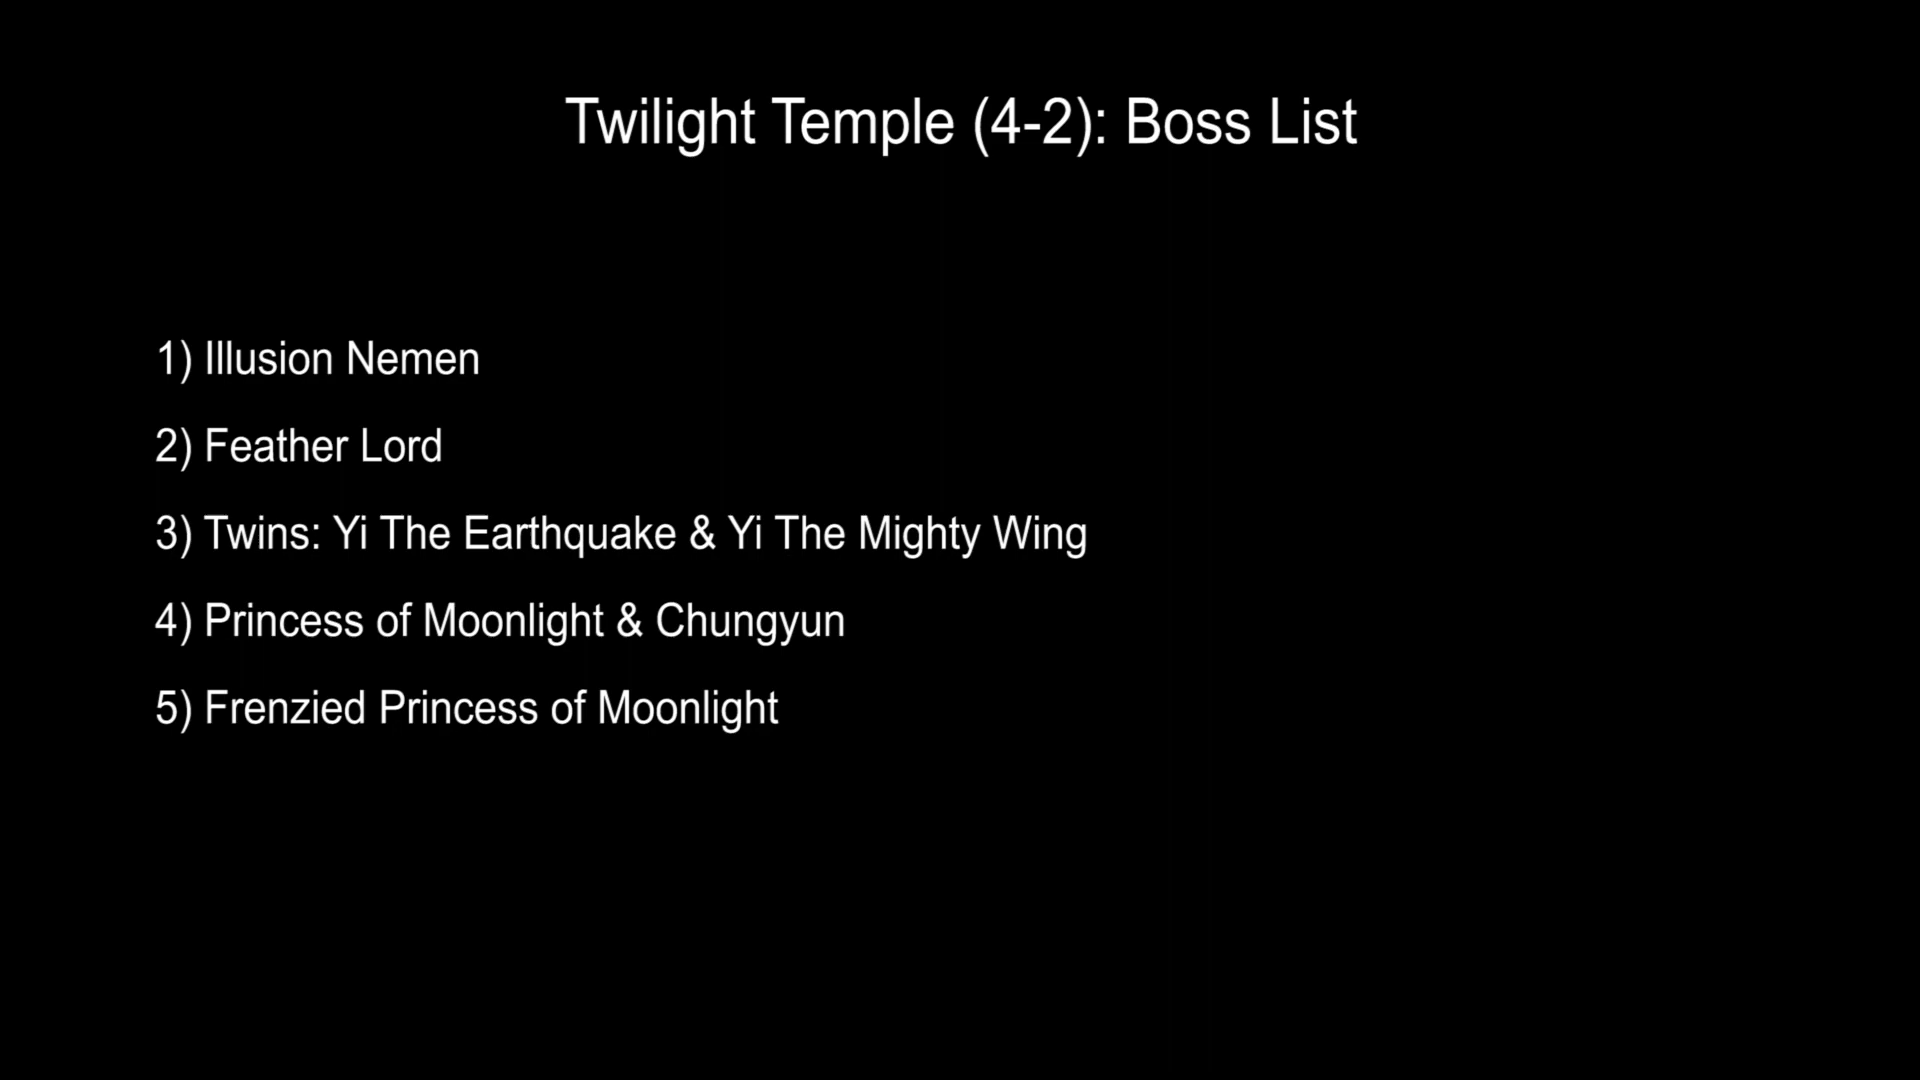 Twilight Temple (4-2): Boss List
1) Illusion Nemen
2) Feather Lord
3) Twins: Yi The Earthquake & Yi The Mighty Wing
4) Princess of Moonlight & Chungyun
5) Frenzied Princess of Moonlight